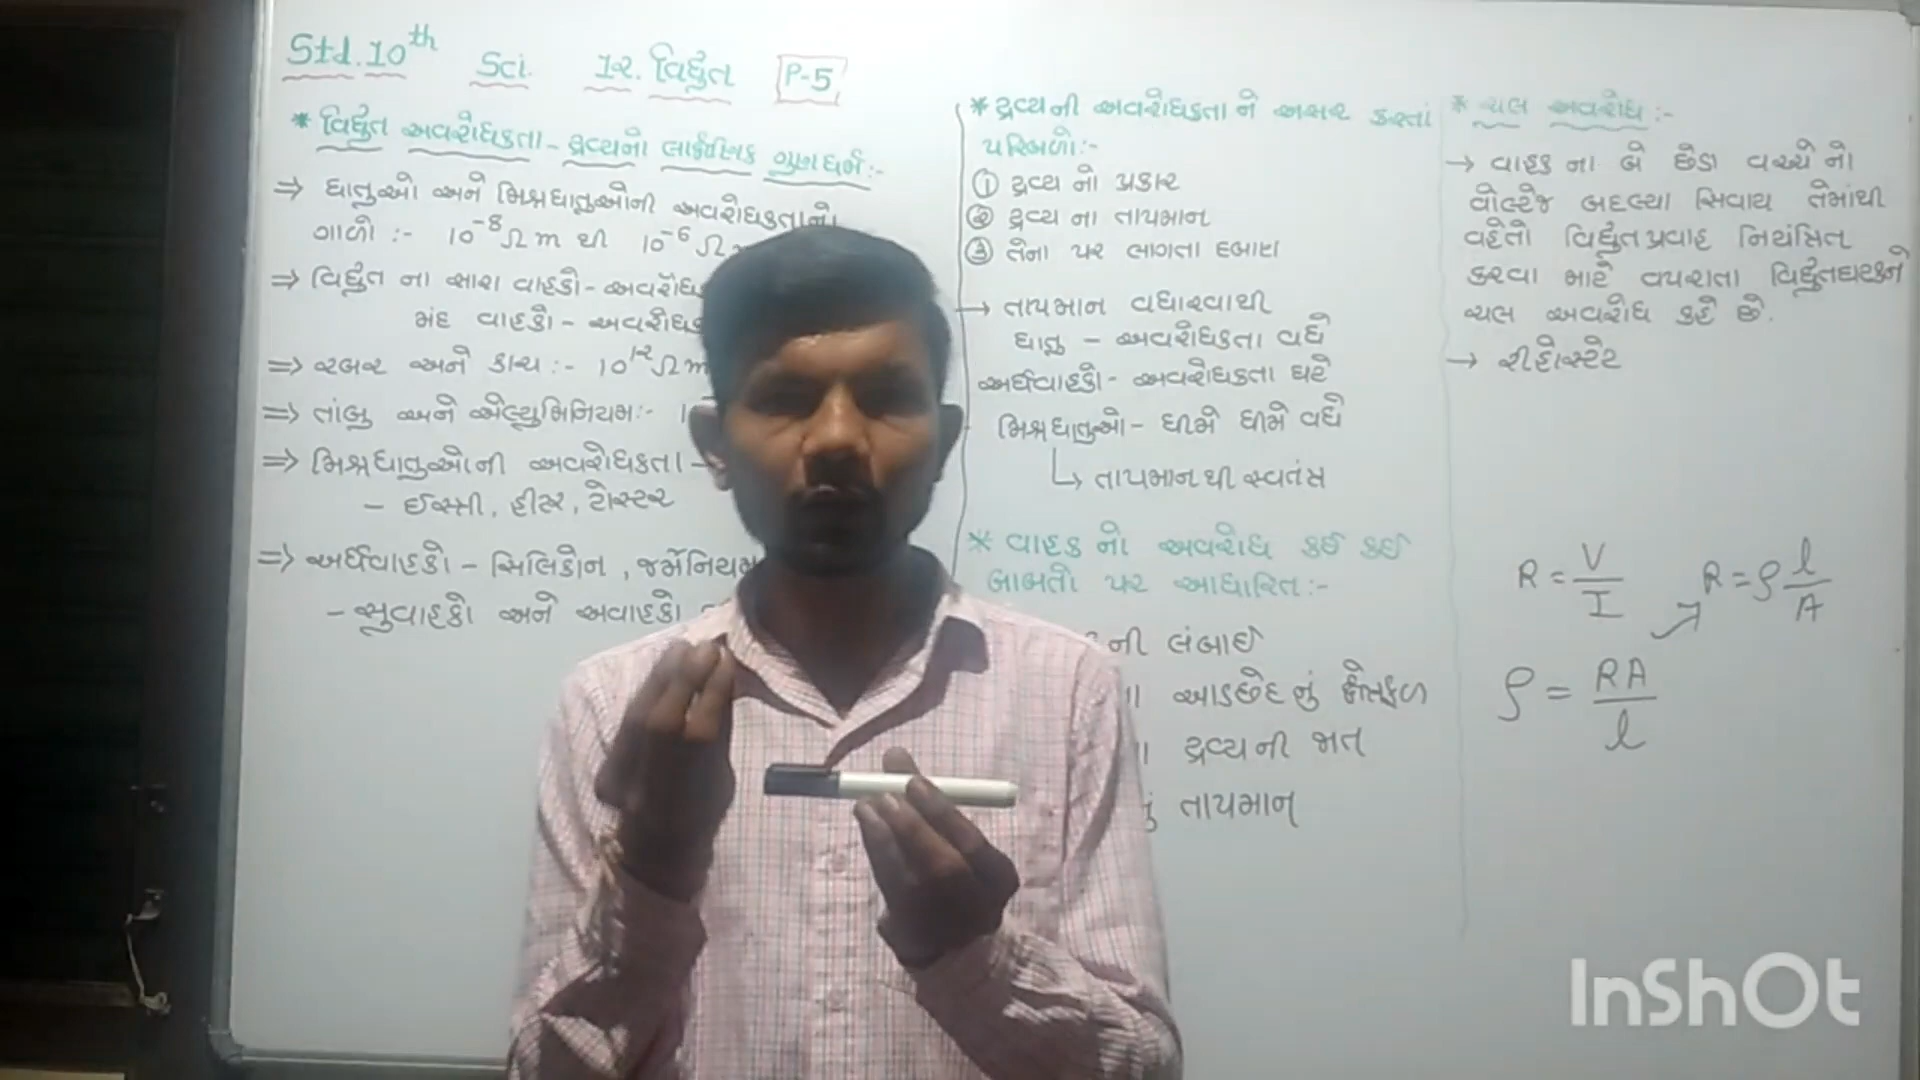 Std. 10th Sci. 12. વિદ્યુત P-5
* વિદ્યુત અવરોધકતા - દ્રવ્યનો લાક્ષણિક ગુણધર્મ :-
⇒ ધાતુઓ અને મિશ્રધાતુઓની અવરોધકતાનો
ગાળો :- 10⁻⁸ Ω m થી 10⁻⁶ Ω
⇒ વિદ્યુત ના સારા વાહકો -
મંદ વાહકો -
⇒ રબર અને કાચ :- 10¹² Ω m
⇒ તાંબુ અને એલ્યુમિનિયમ :-
⇒ મિશ્રધાતુઓની અવરોધકતા -
- ઈસ્ત્રી, હીટર, ટોસ્ટર
⇒ અર્ધવાહકો - સિલિકોન , જર્મેનિયમ
- સુવાહકો અને અવાહકો
* દ્રવ્યની અવરોધકતા ને અસર કરતાં
પરિબળો :-
① દ્રવ્ય નો પ્રકાર
② દ્રવ્ય ના તાપમાન
③ તેના પર લાગતા દબાણ
→ તાપમાન વધારવાથી
ધાતુ - અવરોધકતા વધે
અર્ધવાહકો - અવરોધકતા ઘટે
મિશ્રધાતુઓ - ધીમે ધીમે વધે
↳ તાપમાન થી સ્વતંત્ર
* વાહક નો અવરોધ કઈ કઈ
બાબતો પર આધારિત :-
ની લંબાઈ
આડછેદ નું ક્ષેત્રફળ
દ્રવ્યની જાત
તાપમાન
* ચલ અવરોધ :-
→ વાહક ના બે છેડા વચ્ચે નો
વોલ્ટેજ બદલ્યા સિવાય તેમાંથી
વહેતો વિદ્યુતપ્રવાહ નિયંત્રિત
કરવા માટે વપરાતા વિદ્યુતઘટકને
ચલ અવરોધ કહે છે.
→ રીહોસ્ટેટ
R = V/I → R = ρ l/A
ρ = RA/l
InShOt